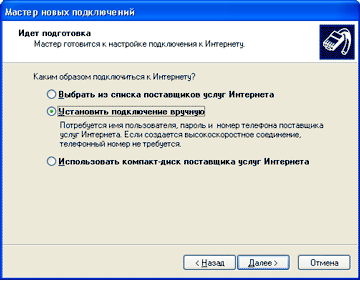 Мастер новых подключений
Идет подготовка
Мастер готовится к настройке подключения к Интернету.
Каким образом подключиться к Интернету?
Выбрать из списка поставщиков услуг Интернета
Установить подключение вручную
Потребуется имя пользователя, пароль и номер телефона поставщика
услуг Интернета. Если создается высокоскоростное соединение,
телефонный номер не требуется.
Использовать компакт-диск поставщика услуг Интернета
< Назад
Далее >
Отмена